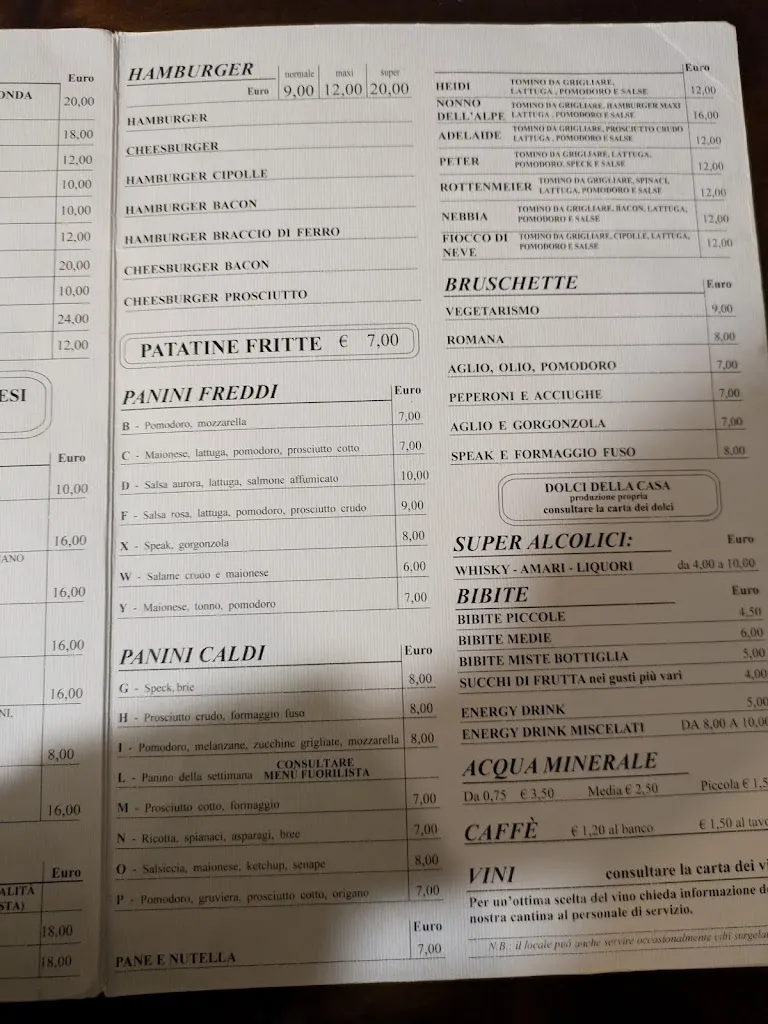 Euro
ONDA
20,00
18,00
12,00
10,00
10,00
12,00
20,00
10,00
24,00
12,00
ESI
Euro
10,00
16,00
ANO
16,00
16,00
16,00
NI,
8,00
16,00
Euro
ALITÀ
STA)
18,00
18,00
HAMBURGER normale maxi super
Euro 9,00 12,00 20,00
HAMBURGER
CHEESBURGER
HAMBURGER CIPOLLE
HAMBURGER BACON
HAMBURGER BRACCIO DI FERRO
CHEESBURGER BACON
CHEESBURGER PROSCIUTTO
PATATINE FRITTE € 7,00
PANINI FREDDI Euro
B - Pomodoro, mozzarella 7,00
C - Maionese, lattuga, pomodoro, prosciutto cotto 7,00
D - Salsa aurora, lattuga, salmone affumicato 10,00
F - Salsa rosa, lattuga, pomodoro, prosciutto crudo 9,00
X - Speak, gorgonzola 8,00
W - Salame crudo e maionese 6,00
Y - Maionese, tonno, pomodoro 7,00
PANINI CALDI Euro
G - Speck, brie 8,00
H - Prosciutto crudo, formaggio fuso 8,00
I - Pomodoro, melanzane, zucchine grigliate, mozzarella 8,00
L - Panino della settimana CONSULTARE
MENÙ FUORILISTA
M - Prosciutto cotto, formaggio 7,00
N - Ricotta, spianaci, asparagi, bree 7,00
O - Salsiccia, maionese, ketchup, senape 8,00
P - Pomodoro, gruviera, prosciutto cotto, origano 7,00
Euro
PANE E NUTELLA 7,00
Euro
HEIDI TOMINO DA GRIGLIARE,
LATTUGA , POMODORO E SALSE 12,00
NONNO
DELL'ALPE TOMINO DA GRIGLIARE, HAMBURGER MAXI
LATTUGA , POMODORO E SALSE 16,00
ADELAIDE TOMINO DA GRIGLIARE, PROSCIUTTO CRUDO
LATTUGA , POMODORO E SALSE 12,00
PETER TOMINO DA GRIGLIARE, LATTUGA,
POMODORO, SPECK E SALSE 12,00
ROTTENMEIER TOMINO DA GRIGLIARE, SPINACI,
LATTUGA, POMODORO E SALSE 12,00
NEBBIA TOMINO DA GRIGLIARE, BACON, LATTUGA,
POMODORO E SALSE 12,00
FIOCCO DI
NEVE TOMINO DA GRIGLIARE, CIPOLLE, LATTUGA,
POMODORO E SALSE 12,00
BRUSCHETTE Euro
VEGETARISMO 9,00
ROMANA 8,00
AGLIO, OLIO, POMODORO 7,00
PEPERONI E ACCIUGHE 7,00
AGLIO E GORGONZOLA 7,00
SPEAK E FORMAGGIO FUSO 8,00
DOLCI DELLA CASA
produzione propria
consultare la carta dei dolci
SUPER ALCOLICI: Euro
WHISKY - AMARI - LIQUORI da 4,00 a 10,00
BIBITE Euro
BIBITE PICCOLE 4,50
BIBITE MEDIE 6,00
BIBITE MISTE BOTTIGLIA 5,00
SUCCHI DI FRUTTA nei gusti più vari 4,00
ENERGY DRINK 5,00
ENERGY DRINK MISCELATI DA 8,00 A 10,00
ACQUA MINERALE
Da 0,75 € 3,50 Media € 2,50 Piccola € 1,5
CAFFÈ € 1,20 al banco € 1,50 al tavo
VINI consultare la carta dei vi
Per un'ottima scelta del vino chieda informazione de
nostra cantina al personale di servizio.
N.B.: il locale può anche servire occasionalmente cibi surgelat